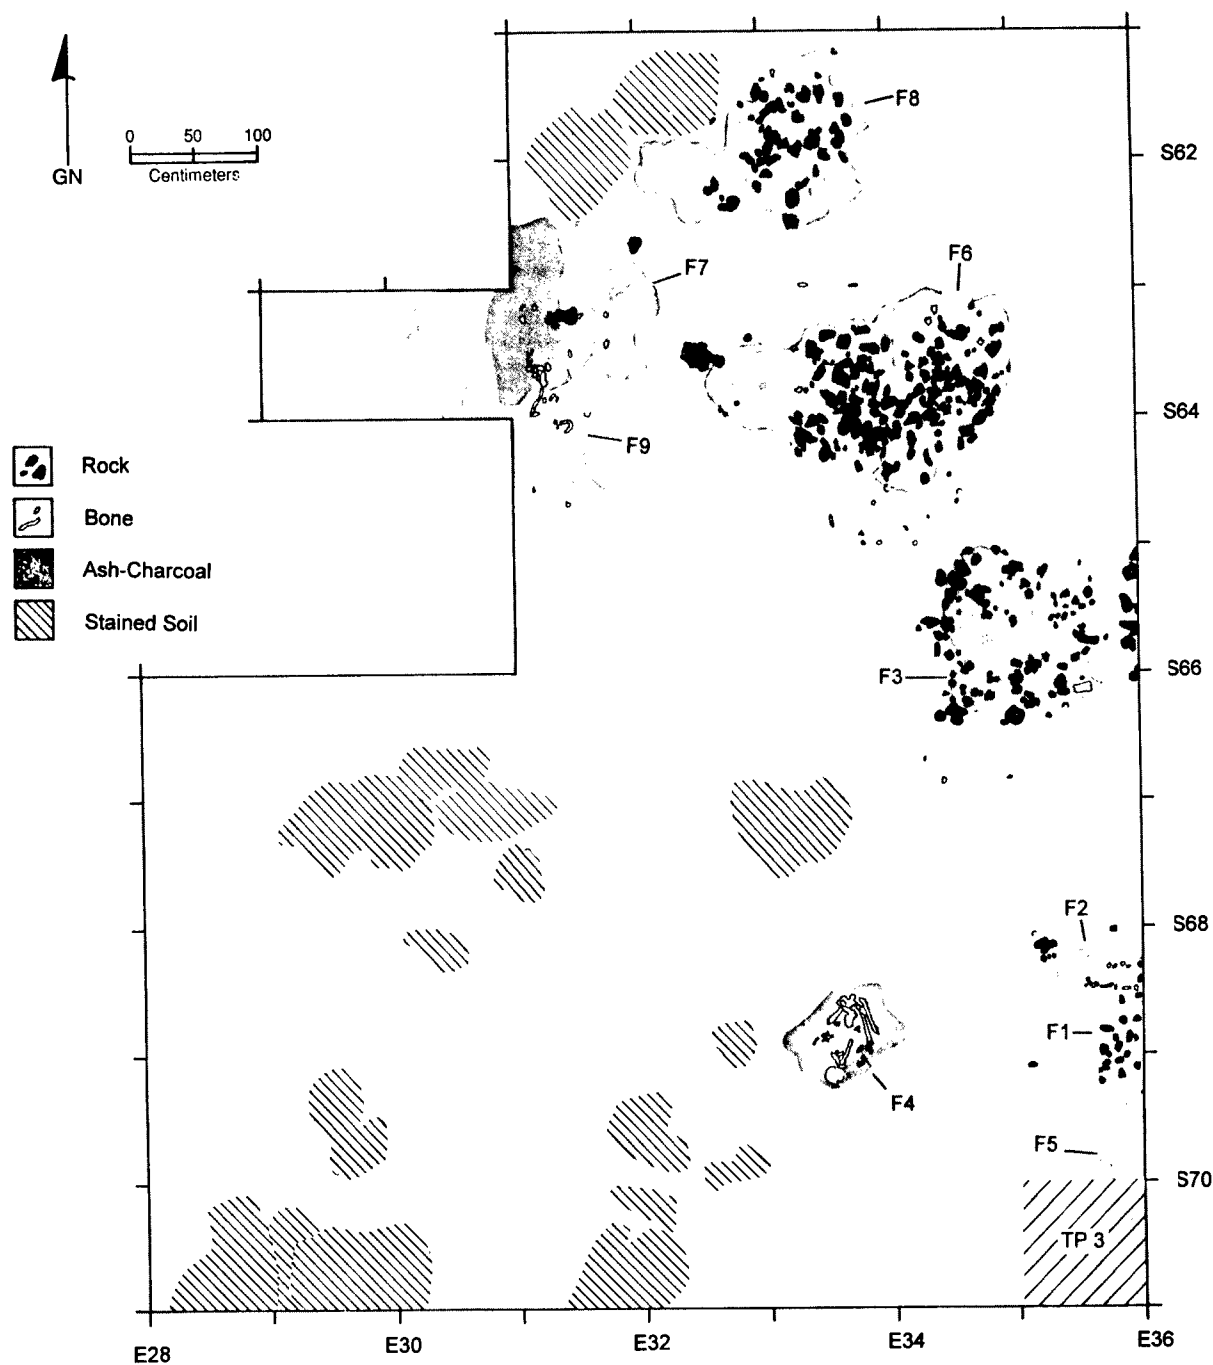 GN
0 50 100
Centimeters
F8
S62
F7
F6
S64
F9
Rock
Bone
Ash-Charcoal
Stained Soil
F3
S66
F2
S68
F1
F4
F5
S70
TP 3
E28
E30
E32
E34
E36